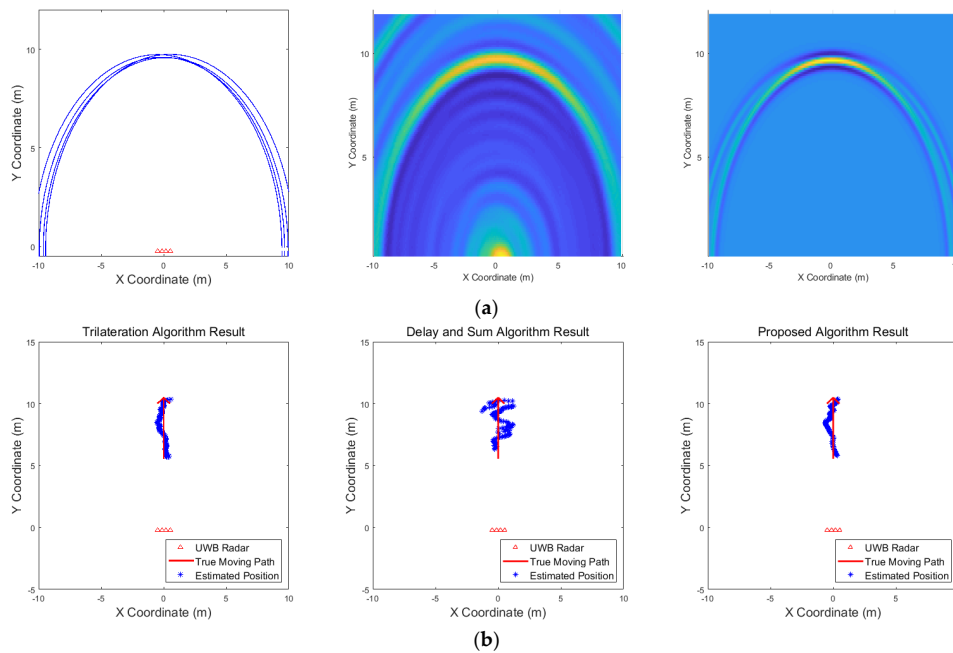 10
5
0
-10
-5
0
5
10
Y Coordinate (m)
X Coordinate (m)
10
5
-10
-5
0
5
10
Y Coordinate (m)
X Coordinate (m)
10
5
-10
-5
0
5
10
Y Coordinate (m)
X Coordinate (m)
(a)
Trilateration Algorithm Result
15
10
5
0
-5
-10
-5
0
5
10
Y Coordinate (m)
X Coordinate (m)
UWB Radar
True Moving Path
Estimated Position
Delay and Sum Algorithm Result
15
10
5
0
-5
-10
-5
0
5
10
Y Coordinate (m)
X Coordinate (m)
UWB Radar
True Moving Path
Estimated Position
Proposed Algorithm Result
15
10
5
0
-5
-10
-5
0
5
10
Y Coordinate (m)
X Coordinate (m)
UWB Radar
True Moving Path
Estimated Position
(b)